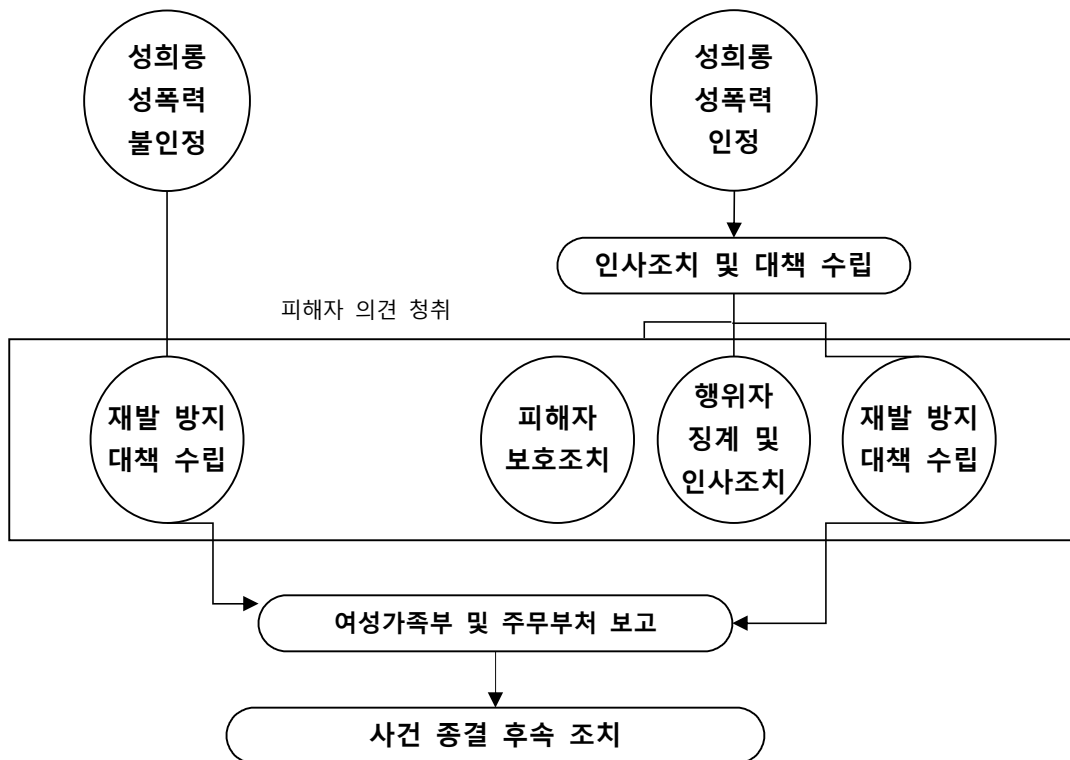 성희롱
성폭력
불인정
성희롱
성폭력
인정
인사조치 및 대책 수립
피해자 의견 청취
재발 방지
대책 수립
피해자
보호조치
행위자
징계 및
인사조치
재발 방지
대책 수립
여성가족부 및 주무부처 보고
사건 종결 후속 조치